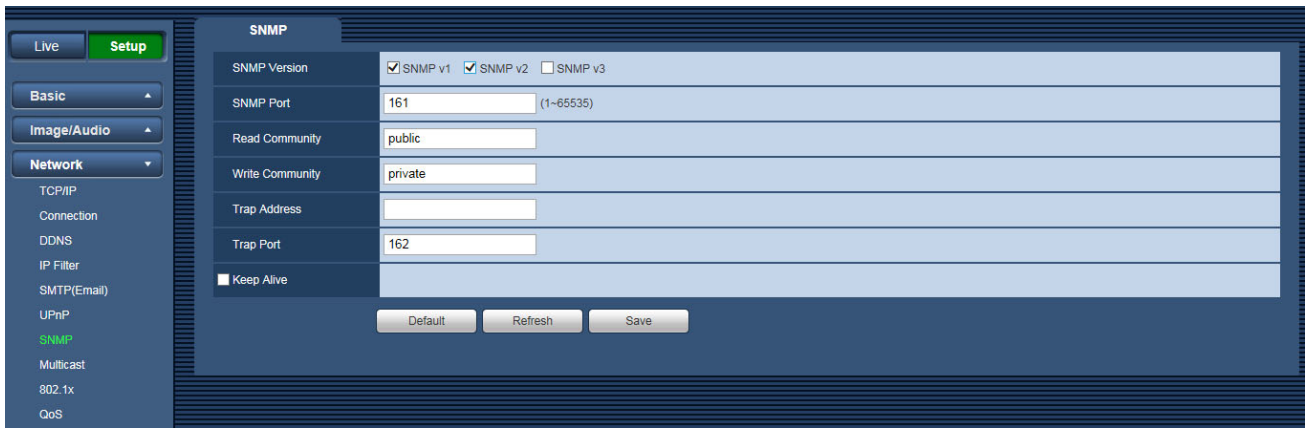 Live Setup
Basic
Image/Audio
Network
TCP/IP
Connection
DDNS
IP Filter
SMTP(Email)
UPnP
SNMP
Multicast
802.1x
QoS
SNMP
SNMP Version SNMP v1 SNMP v2 SNMP v3
SNMP Port 161 (1~65535)
Read Community public
Write Community private
Trap Address
Trap Port 162
Keep Alive
Default Refresh Save